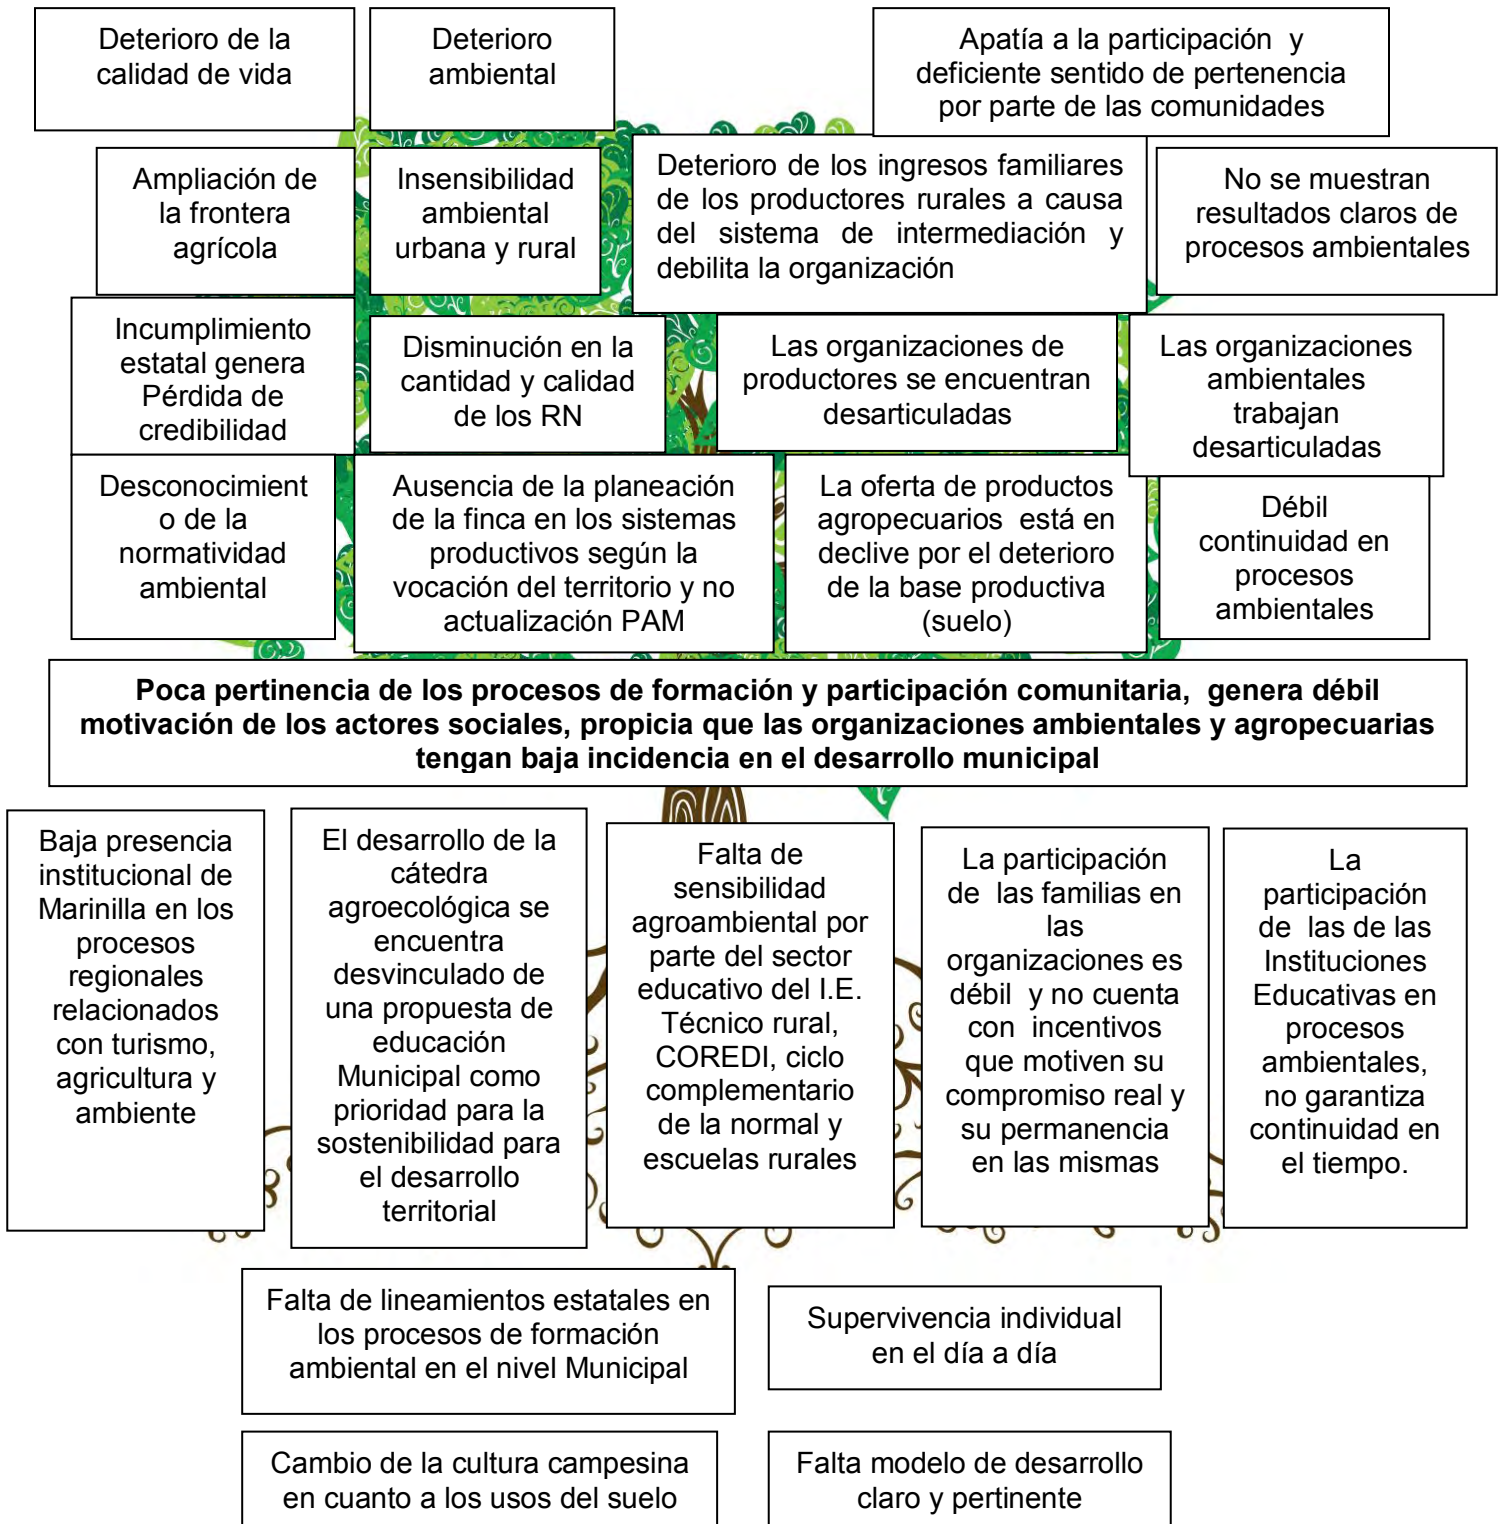 Deterioro de la
calidad de vida
Deterioro
ambiental
Apatía a la participación y
deficiente sentido de pertenencia
por parte de las comunidades
Ampliación de
la frontera
agrícola
Insensibilidad
ambiental
urbana y rural
Deterioro de los ingresos familiares
de los productores rurales a causa
del sistema de intermediación y
debilita la organización
No se muestran
resultados claros de
procesos ambientales
Incumplimiento
estatal genera
Pérdida de
credibilidad
Disminución en la
cantidad y calidad
de los RN
Las organizaciones de
productores se encuentran
desarticuladas
Las organizaciones
ambientales
trabajan
desarticuladas
Desconocimient
o de la
normatividad
ambiental
Ausencia de la planeación
de la finca en los sistemas
productivos según la
vocación del territorio y no
actualización PAM
La oferta de productos
agropecuarios está en
declive por el deterioro
de la base productiva
(suelo)
Débil
continuidad en
procesos
ambientales
Poca pertinencia de los procesos de formación y participación comunitaria, genera débil
motivación de los actores sociales, propicia que las organizaciones ambientales y agropecuarias
tengan baja incidencia en el desarrollo municipal
Baja presencia
institucional de
Marinilla en los
procesos
regionales
relacionados
con turismo,
agricultura y
ambiente
El desarrollo de la
cátedra
agroecológica se
encuentra
desvinculado de
una propuesta de
educación
Municipal como
prioridad para la
sostenibilidad para
el desarrollo
territorial
Falta de
sensibilidad
agroambiental por
parte del sector
educativo del I.E.
Técnico rural,
COREDI, ciclo
complementario
de la normal y
escuelas rurales
La participación
de las familias en
las
organizaciones es
débil y no cuenta
con incentivos
que motiven su
compromiso real y
su permanencia
en las mismas
La
participación
de las de las
Instituciones
Educativas en
procesos
ambientales,
no garantiza
continuidad en
el tiempo.
Falta de lineamientos estatales en
los procesos de formación
ambiental en el nivel Municipal
Supervivencia individual
en el día a día
Cambio de la cultura campesina
en cuanto a los usos del suelo
Falta modelo de desarrollo
claro y pertinente